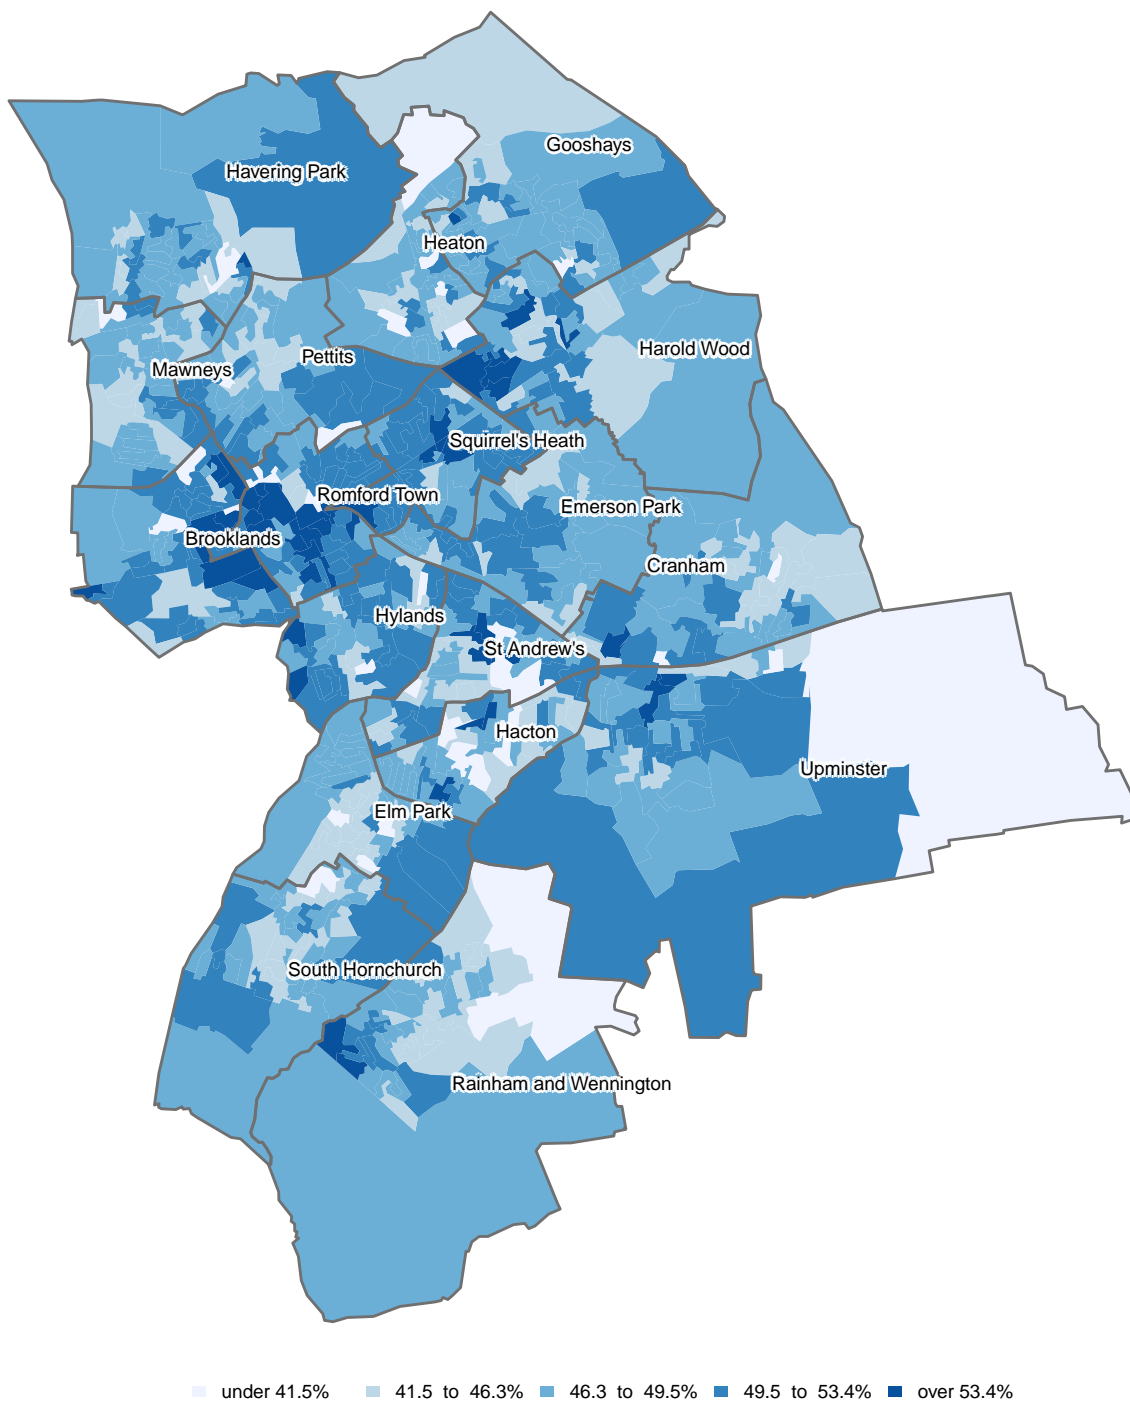 Gooshays
Havering Park
Heaton
Harold Wood
Pettits
Mawneys
Squirrel's Heath
Romford Town
Emerson Park
Brooklands
Cranham
Hylands
St Andrew's
Hacton
Upminster
Elm Park
South Hornchurch
Rainham and Wennington
under 41.5% 41.5 to 46.3% 46.3 to 49.5% 49.5 to 53.4% over 53.4%